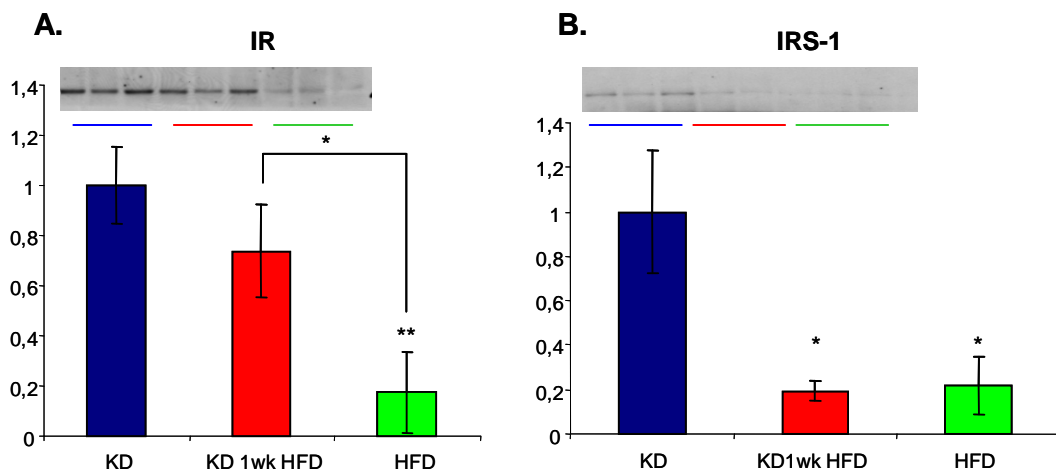 A.
IR
1,4
1,2
1
0,8
0,6
0,4
0,2
0
*
**
KD
KD 1wk HFD
HFD
B.
IRS-1
1,4
1,2
1
0,8
0,6
0,4
0,2
0
*
*
KD
KD1wk HFD
HFD